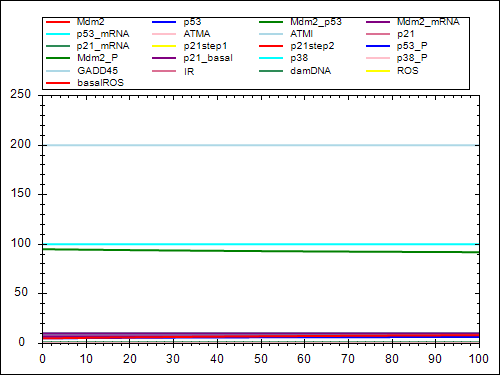 Mdm2 p53 Mdm2_p53 Mdm2_mRNA
p53_mRNA ATMA ATMI p21
p21_mRNA p21step1 p21step2 p53_P
Mdm2_P p21_basal p38 p38_P
GADD45 IR damDNA ROS
basalROS
250
200
150
100
50
0
0 10 20 30 40 50 60 70 80 90 100